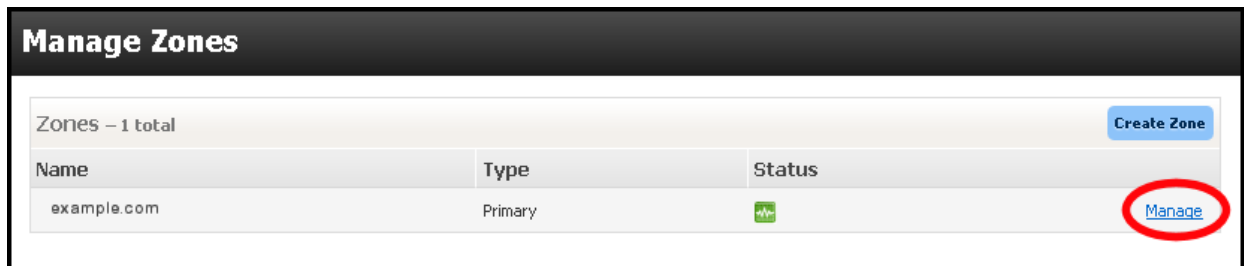 Manage Zones
Zones – 1 total Create Zone
Name Type Status
example.com Primary Manage